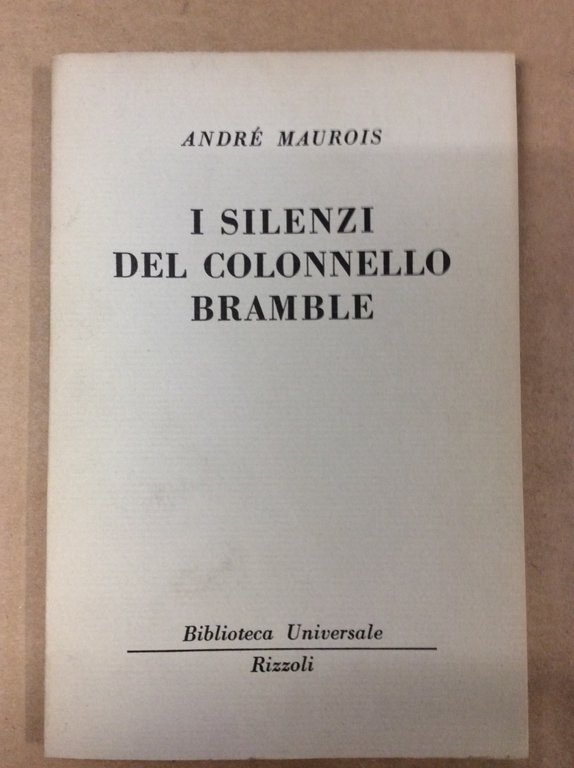 ANDRÉ MAUROIS
I SILENZI
DEL COLONNELLO
BRAMBLE
Biblioteca Universale
Rizzoli